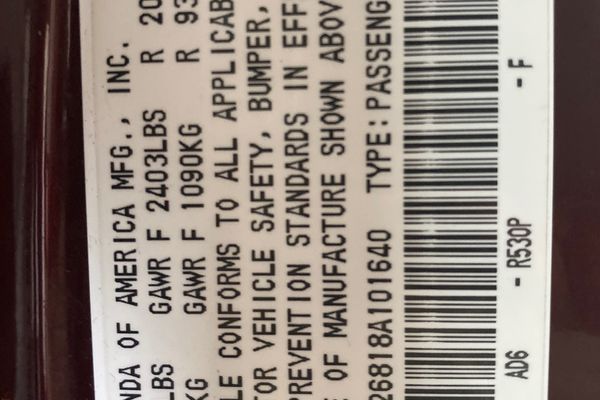 NDA OF AMERICA MFG., INC.
LBS GAWR F 2403LBS R 20
KG GAWR F 1090KG R 93
LE CONFORMS TO ALL APPLICAB
TOR VEHICLE SAFETY, BUMPER,
PREVENTION STANDARDS IN EFF
E OF MANUFACTURE SHOWN ABOV
26818A101640 TYPE:PASSENG
AD6 - R530P - F